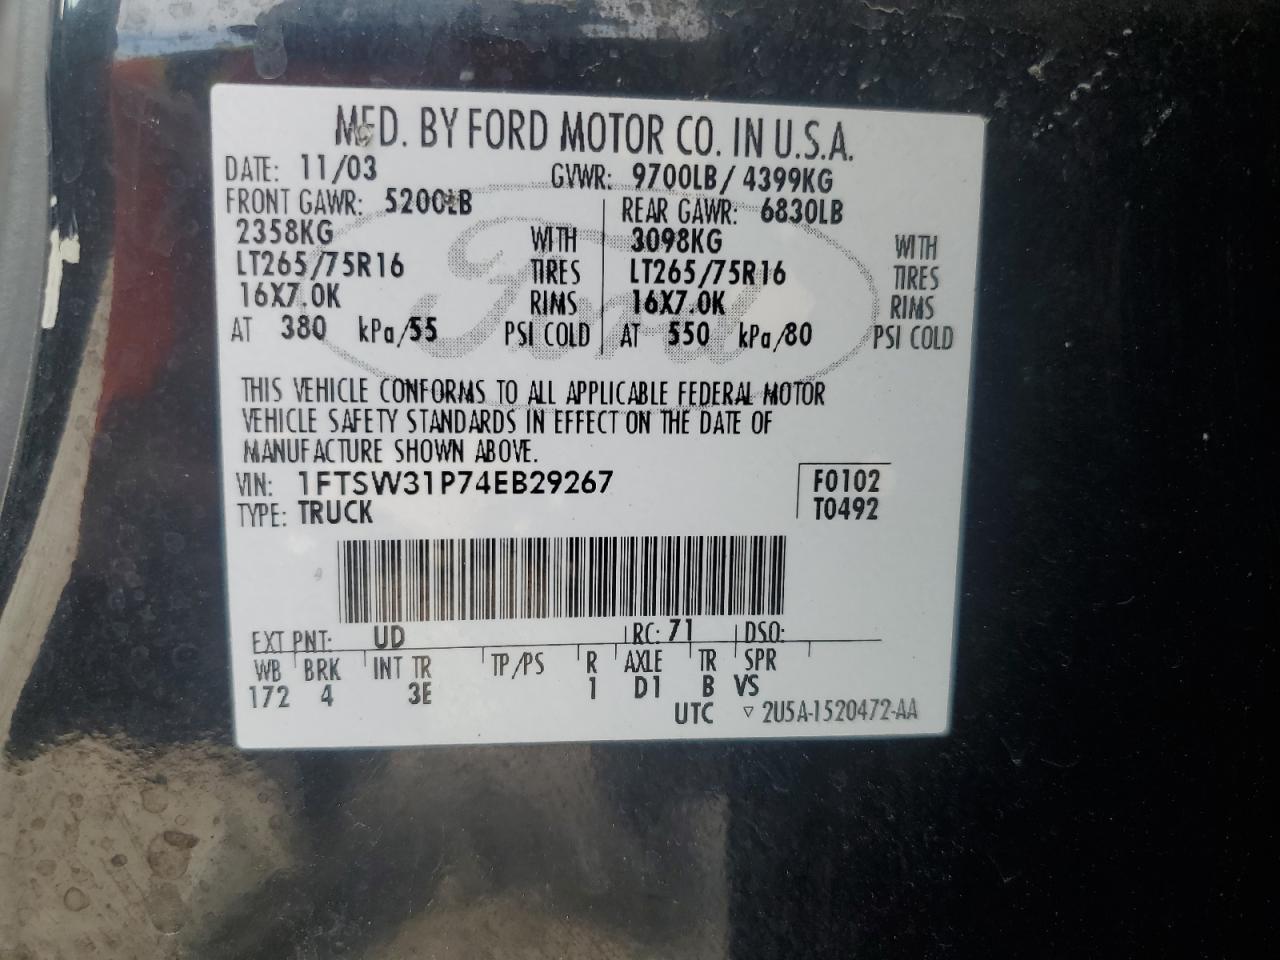 MFD. BY FORD MOTOR CO. IN U.S.A.
DATE: 11/03 GVWR: 9700LB/ 4399KG
FRONT GAWR: 5200LB REAR GAWR: 6830LB
2358KG WITH 3098KG WITH
LT265/75R16 TIRES LT265/75R16 TIRES
16X7.0K RIMS 16X7.0K RIMS
AT 380 kPa/55 PSI COLD AT 550 kPa/80 PSI COLD
Ford
THIS VEHICLE CONFORMS TO ALL APPLICABLE FEDERAL MOTOR
VEHICLE SAFETY STANDARDS IN EFFECT ON THE DATE OF
MANUFACTURE SHOWN ABOVE.
VIN: 1FTSW31P74EB29267 F0102
TYPE: TRUCK T0492
EXT PNT: UD RC: 71 DSO:
WB BRK INT TR TP/PS R AXLE TR SPR
172 4 3E 1 D1 B VS
UTC ▽ 2U5A-1520472-AA